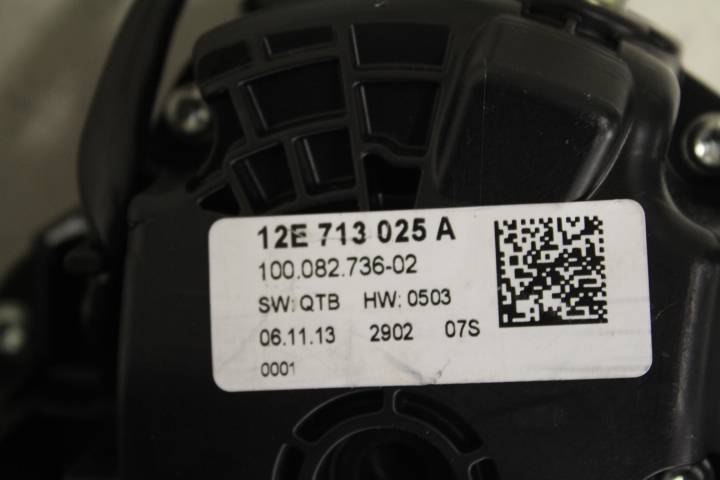 12E 713 025 A
100.082.736-02
SW: QTB HW: 0503
06.11.13 2902 07S
0001